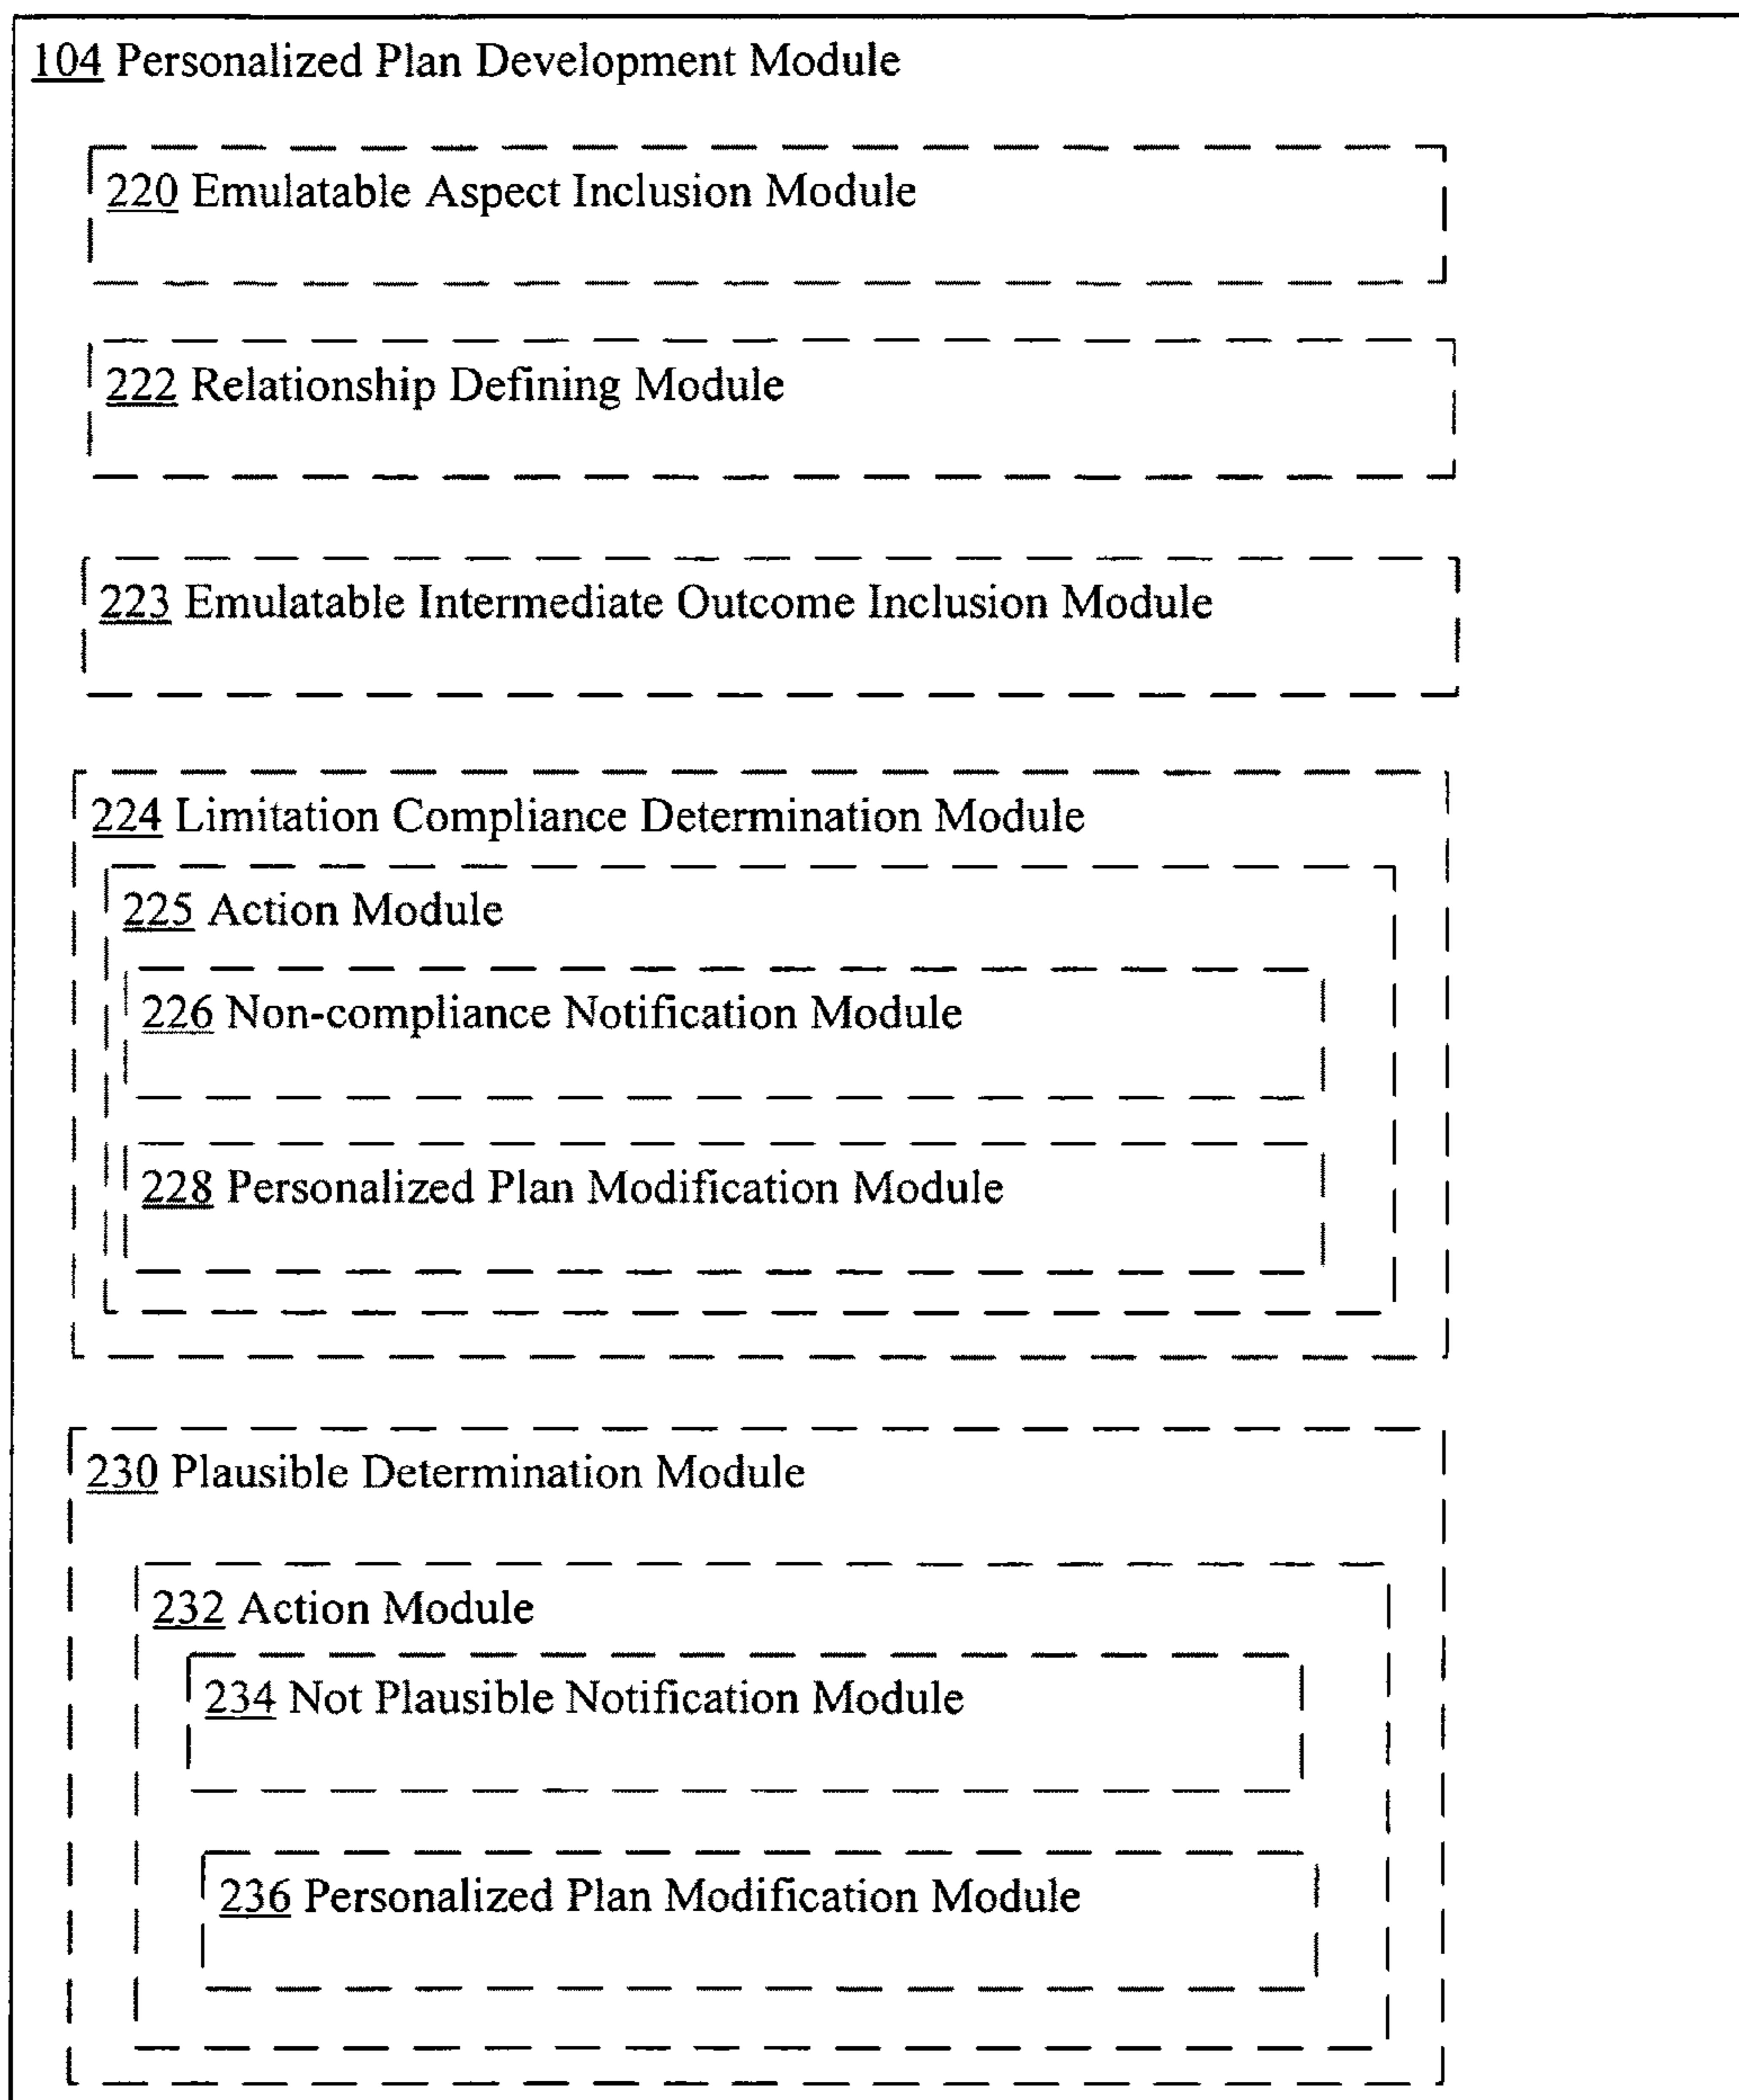 104 Personalized Plan Development Module
220 Emulatable Aspect Inclusion Module
222 Relationship Defining Module
223 Emulatable Intermediate Outcome Inclusion Module
224 Limitation Compliance Determination Module
225 Action Module
226 Non-compliance Notification Module
228 Personalized Plan Modification Module
230 Plausible Determination Module
232 Action Module
234 Not Plausible Notification Module
236 Personalized Plan Modification Module